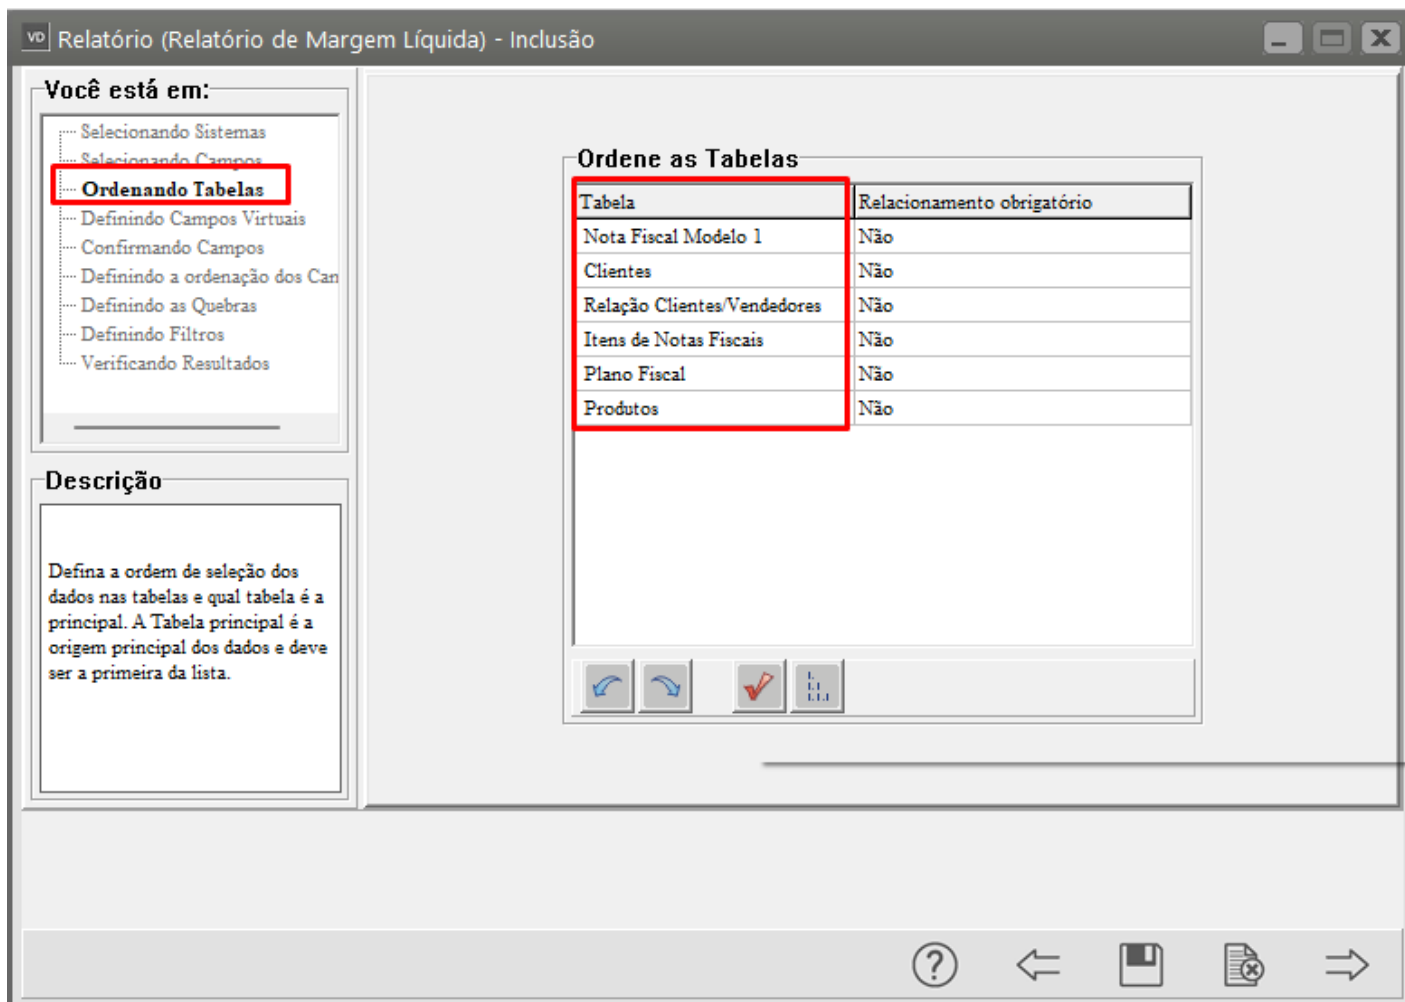 VD Relatório (Relatório de Margem Líquida) - Inclusão
Você está em:
Selecionando Sistemas
Selecionando Campos
Ordenando Tabelas
Definindo Campos Virtuais
Confirmando Campos
Definindo a ordenação dos Can
Definindo as Quebras
Definindo Filtros
Verificando Resultados
Descrição
Defina a ordem de seleção dos
dados nas tabelas e qual tabela é a
principal. A Tabela principal é a
origem principal dos dados e deve
ser a primeira da lista.
Ordene as Tabelas
Tabela Relacionamento obrigatório
Nota Fiscal Modelo 1 Não
Clientes Não
Relação Clientes/Vendedores Não
Itens de Notas Fiscais Não
Plano Fiscal Não
Produtos Não